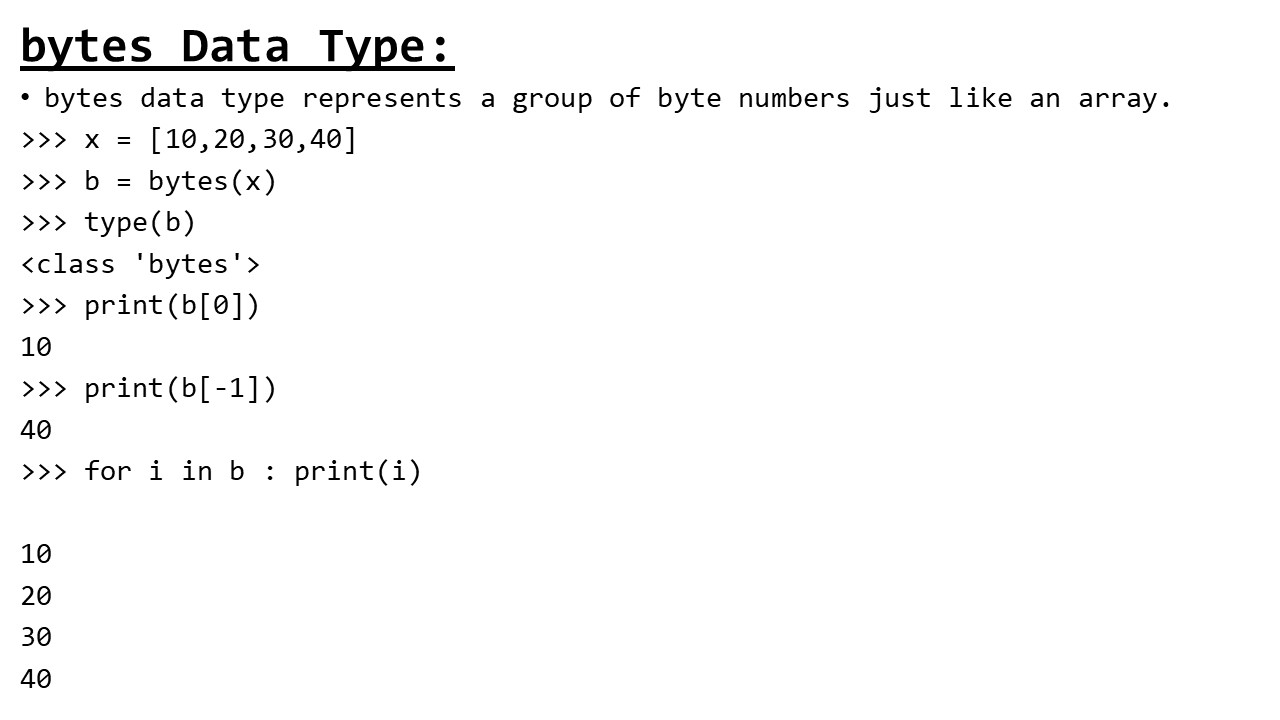 bytes Data Type:
• bytes data type represents a group of byte numbers just like an array.
>>> x = [10,20,30,40]
>>> b = bytes(x)
>>> type(b)
<class 'bytes'>
>>> print(b[0])
10
>>> print(b[-1])
40
>>> for i in b : print(i)
10
20
30
40